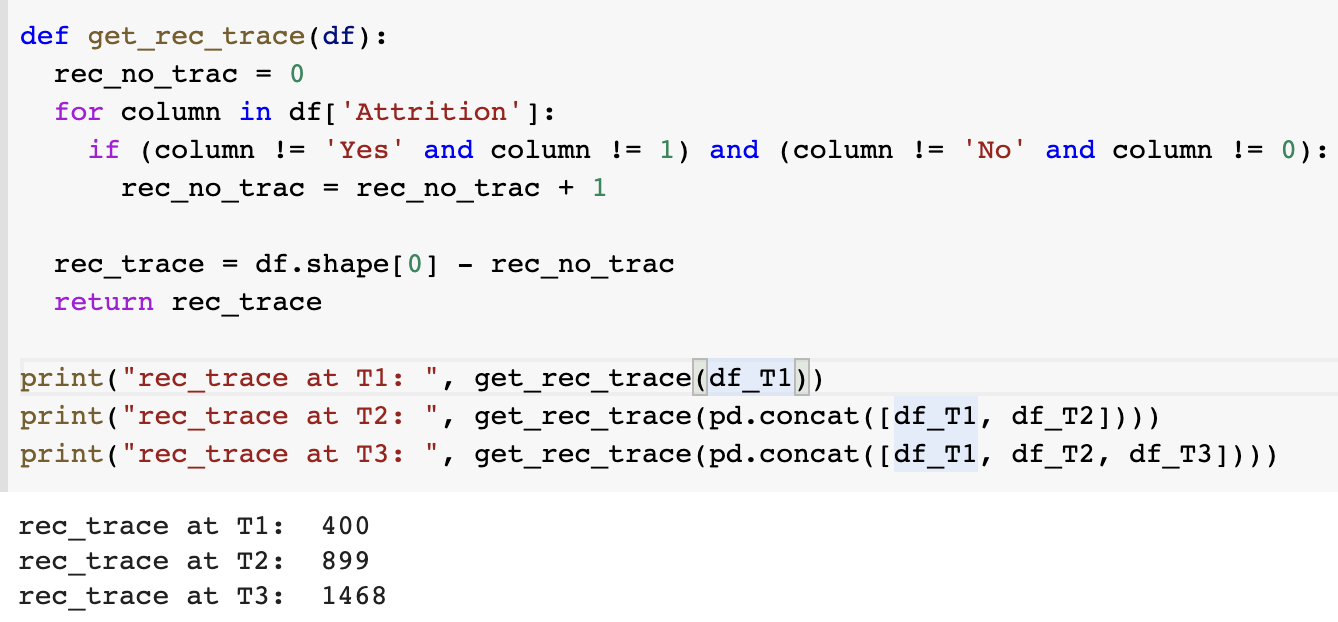 def get_rec_trace(df):
  rec_no_trac = 0
  for column in df['Attrition']:
    if (column != 'Yes' and column != 1) and (column != 'No' and column != 0):
      rec_no_trac = rec_no_trac + 1

  rec_trace = df.shape[0] - rec_no_trac
  return rec_trace

print("rec_trace at T1: ", get_rec_trace(df_T1))
print("rec_trace at T2: ", get_rec_trace(pd.concat([df_T1, df_T2])))
print("rec_trace at T3: ", get_rec_trace(pd.concat([df_T1, df_T2, df_T3])))
rec_trace at T1:  400
rec_trace at T2:  899
rec_trace at T3:  1468